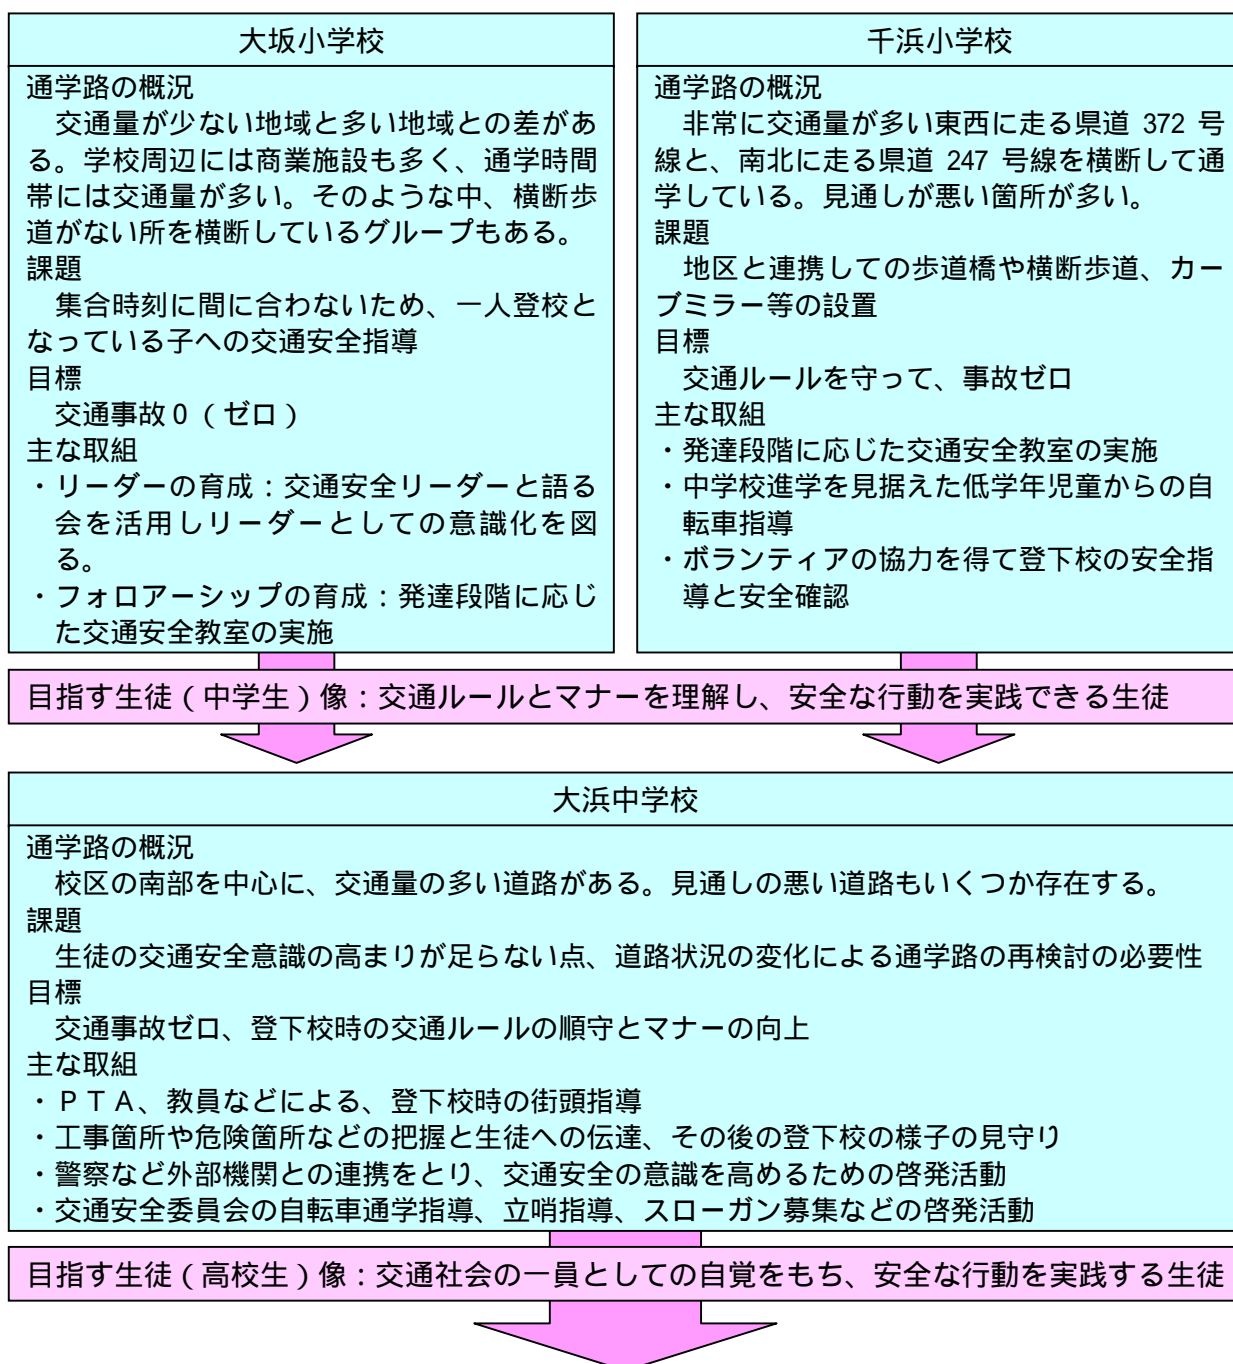 大坂小学校
通学路の概況
　交通量が少ない地域と多い地域との差があ
る。学校周辺には商業施設も多く、通学時間
帯には交通量が多い。そのような中、横断歩
道がない所を横断しているグループもある。
課題
　集合時刻に間に合わないため、一人登校と
なっている子への交通安全指導
目標
　交通事故０（ゼロ）
主な取組
・リーダーの育成：交通安全リーダーと語る
会を活用しリーダーとしての意識化を図
る。
・フォロアーシップの育成：発達段階に応じ
た交通安全教室の実施
千浜小学校
通学路の概況
　非常に交通量が多い東西に走る県道 372 号
線と、南北に走る県道 247 号線を横断して通
学している。見通しが悪い箇所が多い。
課題
　地区と連携しての歩道橋や横断歩道、カー
ブミラー等の設置
目標
　交通ルールを守って、事故ゼロ
主な取組
・発達段階に応じた交通安全教室の実施
・中学校進学を見据えた低学年児童からの自
転車指導
・ボランティアの協力を得て登下校の安全指
導と安全確認
目指す生徒（中学生）像：交通ルールとマナーを理解し、安全な行動を実践できる生徒
大浜中学校
通学路の概況
　校区の南部を中心に、交通量の多い道路がある。見通しの悪い道路もいくつか存在する。
課題
　生徒の交通安全意識の高まりが足らない点、道路状況の変化による通学路の再検討の必要性
目標
　交通事故ゼロ、登下校時の交通ルールの順守とマナーの向上
主な取組
・ＰＴＡ、教員などによる、登下校時の街頭指導
・工事箇所や危険箇所などの把握と生徒への伝達、その後の登下校の様子の見守り
・警察など外部機関との連携をとり、交通安全の意識を高めるための啓発活動
・交通安全委員会の自転車通学指導、立哨指導、スローガン募集などの啓発活動
目指す生徒（高校生）像：交通社会の一員としての自覚をもち、安全な行動を実践する生徒